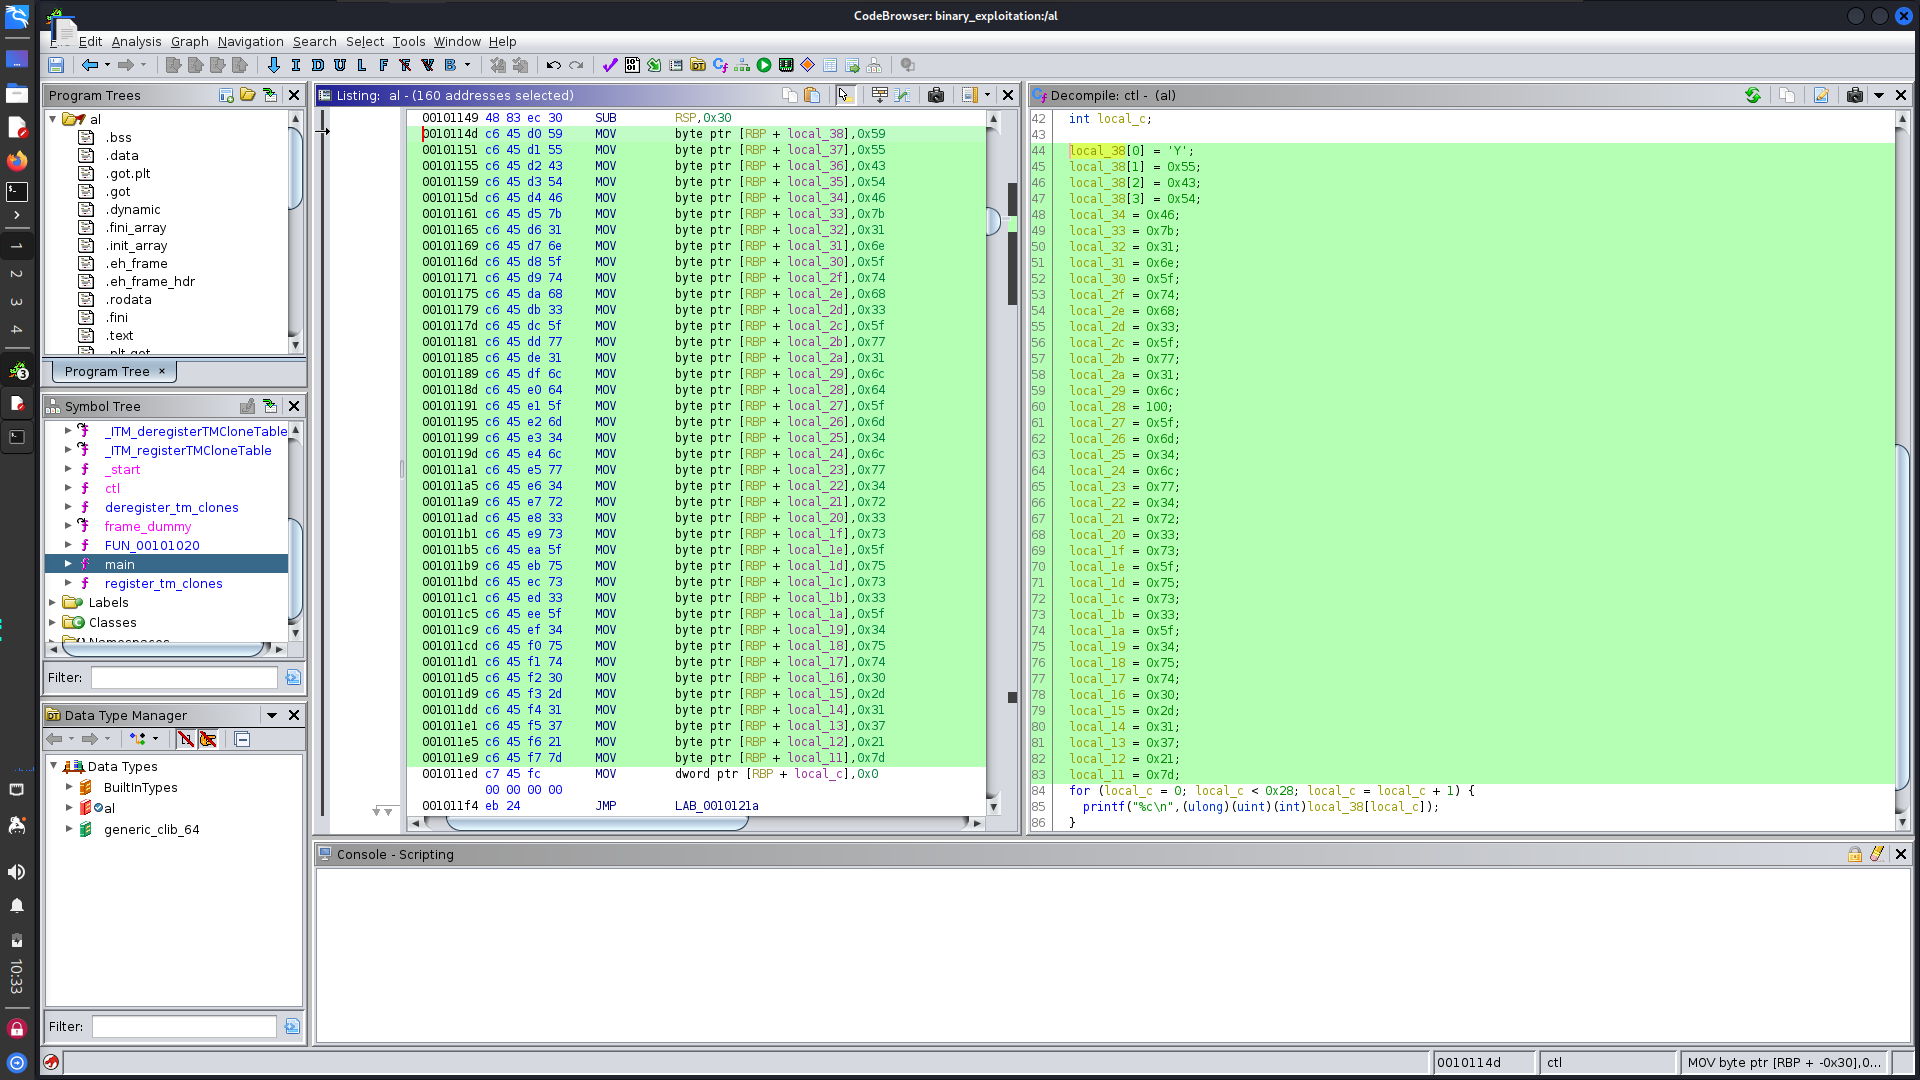 CodeBrowser: binary_exploitation:/al
Edit Analysis Graph Navigation Search Select Tools Window Help
I D U L F F V B
Program Trees
al
.bss
.data
.got.plt
.got
.dynamic
.fini_array
.init_array
.eh_frame
.eh_frame_hdr
.rodata
.fini
.text
.plt.got
Program Tree ×
Symbol Tree
_ITM_deregisterTMCloneTable
_ITM_registerTMCloneTable
_start
ctl
deregister_tm_clones
frame_dummy
FUN_00101020
main
register_tm_clones
Labels
Classes
Namespaces
Filter:
Data Type Manager
Data Types
BuiltInTypes
al
generic_clib_64
Filter:
Listing: al - (160 addresses selected)
00101149 48 83 ec 30 SUB RSP,0x30
0010114d c6 45 d0 59 MOV byte ptr [RBP + local_38],0x59
00101151 c6 45 d1 55 MOV byte ptr [RBP + local_37],0x55
00101155 c6 45 d2 43 MOV byte ptr [RBP + local_36],0x43
00101159 c6 45 d3 54 MOV byte ptr [RBP + local_35],0x54
0010115d c6 45 d4 46 MOV byte ptr [RBP + local_34],0x46
00101161 c6 45 d5 7b MOV byte ptr [RBP + local_33],0x7b
00101165 c6 45 d6 31 MOV byte ptr [RBP + local_32],0x31
00101169 c6 45 d7 6e MOV byte ptr [RBP + local_31],0x6e
0010116d c6 45 d8 5f MOV byte ptr [RBP + local_30],0x5f
00101171 c6 45 d9 74 MOV byte ptr [RBP + local_2f],0x74
00101175 c6 45 da 68 MOV byte ptr [RBP + local_2e],0x68
00101179 c6 45 db 33 MOV byte ptr [RBP + local_2d],0x33
0010117d c6 45 dc 5f MOV byte ptr [RBP + local_2c],0x5f
00101181 c6 45 dd 77 MOV byte ptr [RBP + local_2b],0x77
00101185 c6 45 de 31 MOV byte ptr [RBP + local_2a],0x31
00101189 c6 45 df 6c MOV byte ptr [RBP + local_29],0x6c
0010118d c6 45 e0 64 MOV byte ptr [RBP + local_28],0x64
00101191 c6 45 e1 5f MOV byte ptr [RBP + local_27],0x5f
00101195 c6 45 e2 6d MOV byte ptr [RBP + local_26],0x6d
00101199 c6 45 e3 34 MOV byte ptr [RBP + local_25],0x34
0010119d c6 45 e4 6c MOV byte ptr [RBP + local_24],0x6c
001011a1 c6 45 e5 77 MOV byte ptr [RBP + local_23],0x77
001011a5 c6 45 e6 34 MOV byte ptr [RBP + local_22],0x34
001011a9 c6 45 e7 72 MOV byte ptr [RBP + local_21],0x72
001011ad c6 45 e8 33 MOV byte ptr [RBP + local_20],0x33
001011b1 c6 45 e9 73 MOV byte ptr [RBP + local_1f],0x73
001011b5 c6 45 ea 5f MOV byte ptr [RBP + local_1e],0x5f
001011b9 c6 45 eb 75 MOV byte ptr [RBP + local_1d],0x75
001011bd c6 45 ec 73 MOV byte ptr [RBP + local_1c],0x73
001011c1 c6 45 ed 33 MOV byte ptr [RBP + local_1b],0x33
001011c5 c6 45 ee 5f MOV byte ptr [RBP + local_1a],0x5f
001011c9 c6 45 ef 34 MOV byte ptr [RBP + local_19],0x34
001011cd c6 45 f0 75 MOV byte ptr [RBP + local_18],0x75
001011d1 c6 45 f1 74 MOV byte ptr [RBP + local_17],0x74
001011d5 c6 45 f2 30 MOV byte ptr [RBP + local_16],0x30
001011d9 c6 45 f3 2d MOV byte ptr [RBP + local_15],0x2d
001011dd c6 45 f4 31 MOV byte ptr [RBP + local_14],0x31
001011e1 c6 45 f5 37 MOV byte ptr [RBP + local_13],0x37
001011e5 c6 45 f6 21 MOV byte ptr [RBP + local_12],0x21
001011e9 c6 45 f7 7d MOV byte ptr [RBP + local_11],0x7d
001011ed c7 45 fc MOV dword ptr [RBP + local_c],0x0
00 00 00 00
001011f4 eb 24 JMP LAB_0010121a
Decompile: ctl - (al)
42 int local_c;
43
44 local_38[0] = 'Y';
45 local_38[1] = 0x55;
46 local_38[2] = 0x43;
47 local_38[3] = 0x54;
48 local_34 = 0x46;
49 local_33 = 0x7b;
50 local_32 = 0x31;
51 local_31 = 0x6e;
52 local_30 = 0x5f;
53 local_2f = 0x74;
54 local_2e = 0x68;
55 local_2d = 0x33;
56 local_2c = 0x5f;
57 local_2b = 0x77;
58 local_2a = 0x31;
59 local_29 = 0x6c;
60 local_28 = 100;
61 local_27 = 0x5f;
62 local_26 = 0x6d;
63 local_25 = 0x34;
64 local_24 = 0x6c;
65 local_23 = 0x77;
66 local_22 = 0x34;
67 local_21 = 0x72;
68 local_20 = 0x33;
69 local_1f = 0x73;
70 local_1e = 0x5f;
71 local_1d = 0x75;
72 local_1c = 0x73;
73 local_1b = 0x33;
74 local_1a = 0x5f;
75 local_19 = 0x34;
76 local_18 = 0x75;
77 local_17 = 0x74;
78 local_16 = 0x30;
79 local_15 = 0x2d;
80 local_14 = 0x31;
81 local_13 = 0x37;
82 local_12 = 0x21;
83 local_11 = 0x7d;
84 for (local_c = 0; local_c < 0x28; local_c = local_c + 1) {
85 printf("%c\n",(ulong)(uint)(int)local_38[local_c]);
86 }
Console - Scripting
0010114d
ctl
MOV byte ptr [RBP + -0x30],0...
1
2
3
4
3
10:33